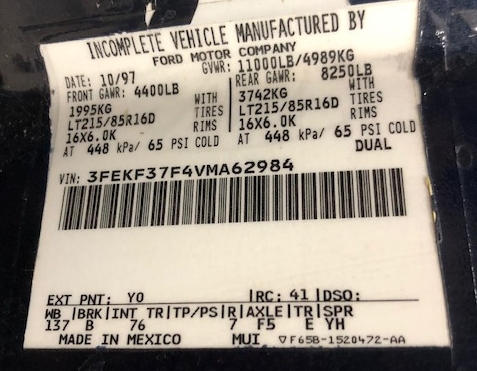 INCOMPLETE VEHICLE MANUFACTURED BY
FORD MOTOR COMPANY
DATE: 10/97 GVWR: 11000LB/4989KG
FRONT GAWR: 4400LB REAR GAWR: 8250LB
1995KG WITH 3742KG WITH
LT215/85R16D TIRES LT215/85R16D TIRES
16X6.0K RIMS 16X6.0K RIMS
AT 448 kPa/ 65 PSI COLD AT 448 kPa/ 65 PSI COLD
DUAL
VIN: 3FEKF37F4VMA62984
EXT PNT: YO RC: 41 DSO:
WB BRK INT TR TP/PS R AXLE TR SPR
137 B 76 7 F5 E YH
MADE IN MEXICO MUI ▽F65B-1520472-AA